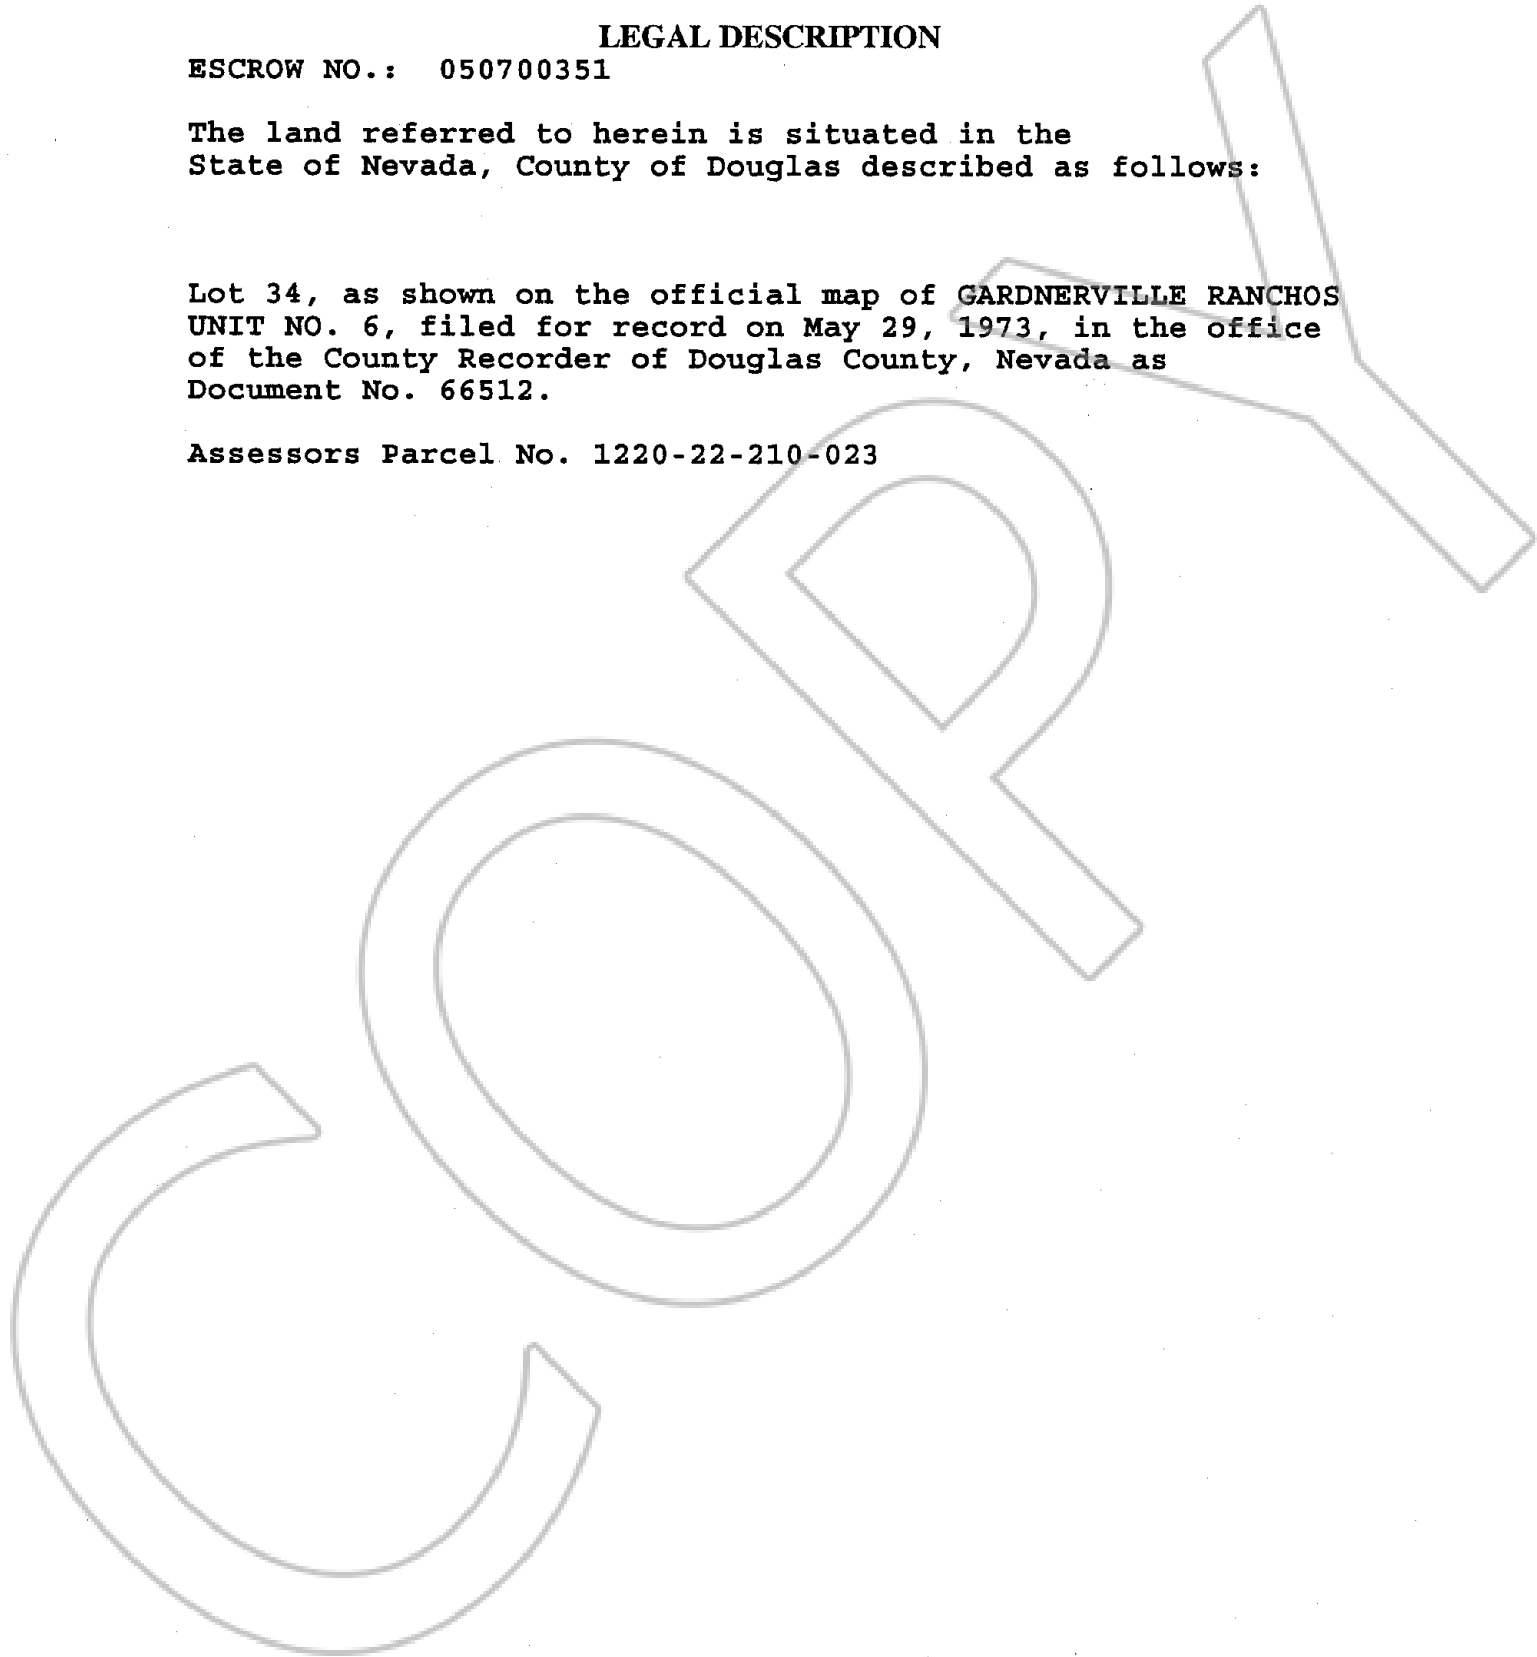 LEGAL DESCRIPTION
ESCROW NO.: 050700351
The land referred to herein is situated in the
State of Nevada, County of Douglas described as follows:
Lot 34, as shown on the official map of GARDNERVILLE RANCHOS
UNIT NO. 6, filed for record on May 29, 1973, in the office
of the County Recorder of Douglas County, Nevada as
Document No. 66512.
Assessors Parcel No. 1220-22-210-023
COPY